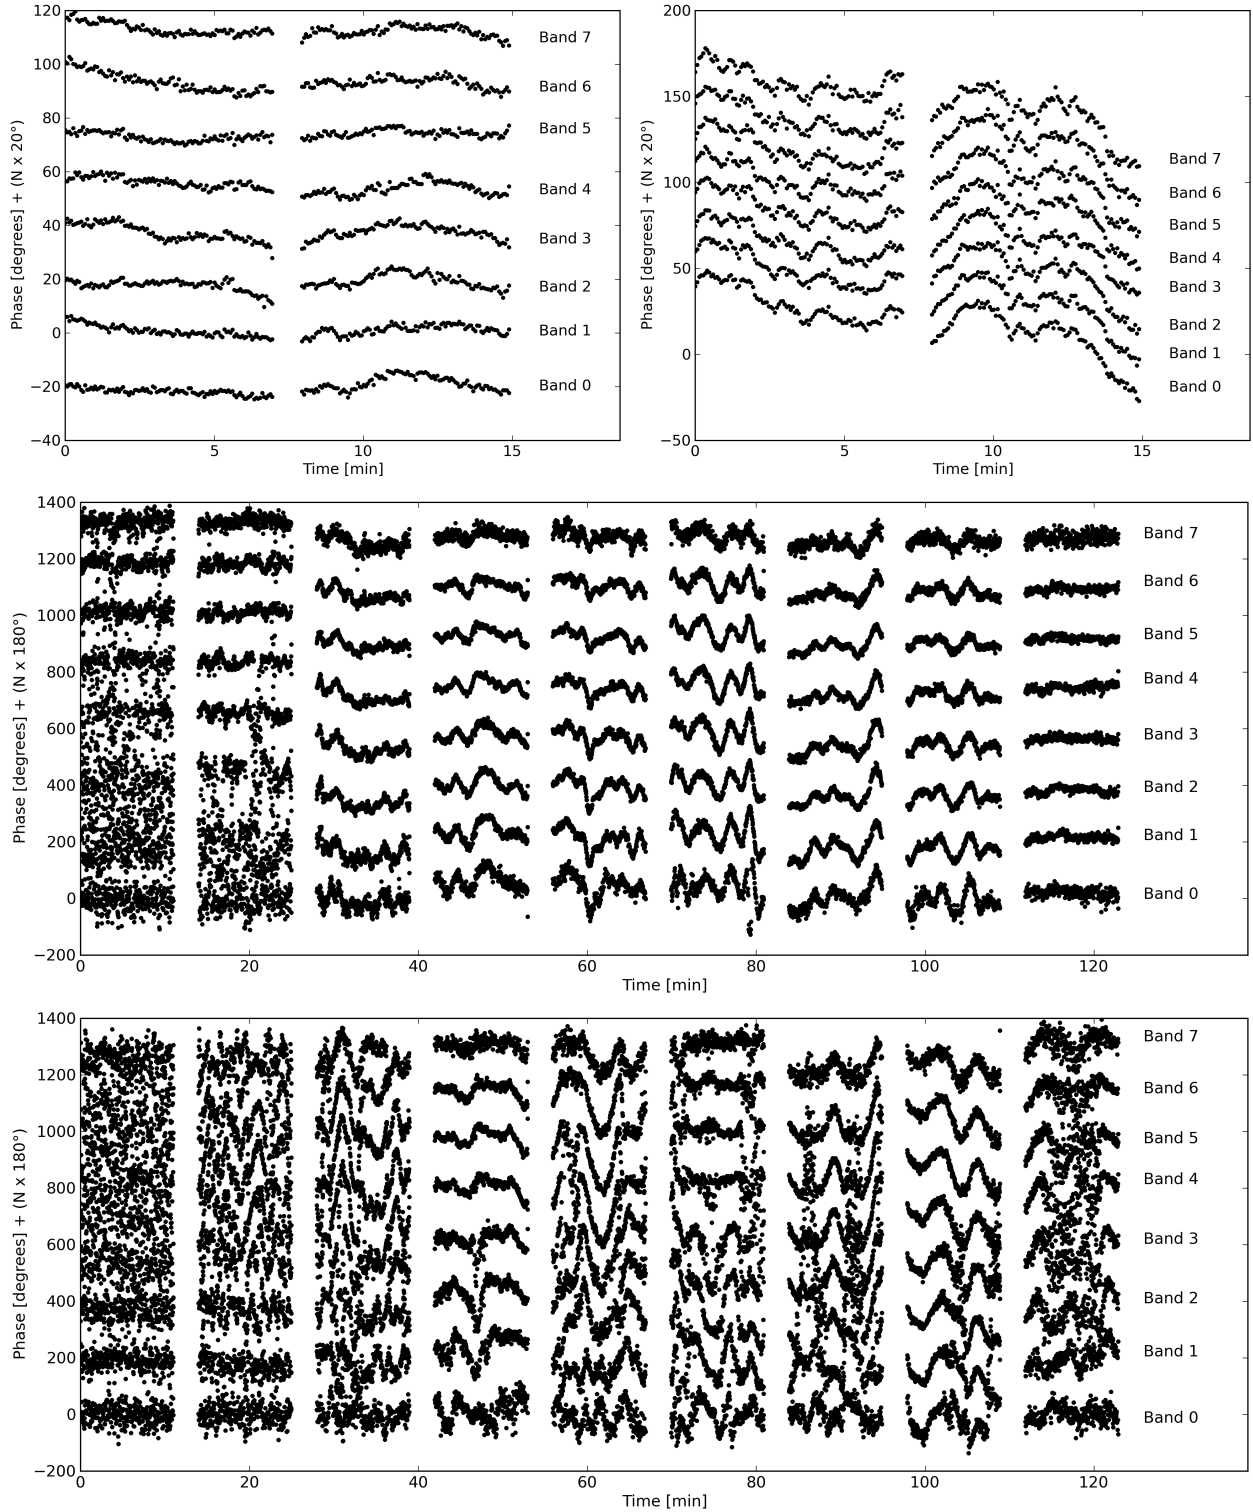 120
100
80
60
40
20
0
−20
−40
Phase [degrees] + (N x 20°)
Band 7
Band 6
Band 5
Band 4
Band 3
Band 2
Band 1
Band 0
0 5 10 15
Time [min]
200
150
100
50
0
−50
Phase [degrees] + (N x 20°)
Band 7
Band 6
Band 5
Band 4
Band 3
Band 2
Band 1
Band 0
0 5 10 15
Time [min]
1400
1200
1000
800
600
400
200
0
−200
Phase [degrees] + (N x 180°)
Band 7
Band 6
Band 5
Band 4
Band 3
Band 2
Band 1
Band 0
0 20 40 60 80 100 120
Time [min]
1400
1200
1000
800
600
400
200
0
−200
Phase [degrees] + (N x 180°)
Band 7
Band 6
Band 5
Band 4
Band 3
Band 2
Band 1
Band 0
0 20 40 60 80 100 120
Time [min]